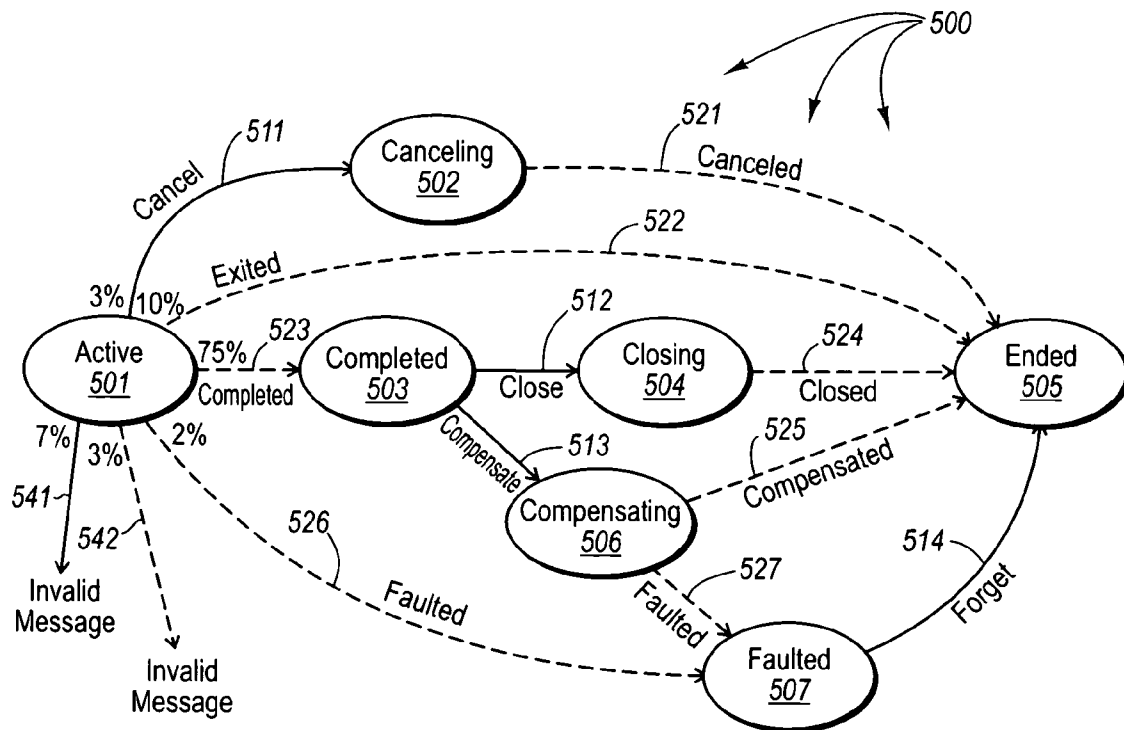 500
511
521
Canceling
502
Canceled
Cancel
522
Exited
3%
10%
512
523
524
Active
501
75%
Completed
Completed
503
Close
Closing
504
Closed
Ended
505
7%
3%
2%
Compensate
513
525
Compensated
541
542
526
Compensating
506
527
514
Invalid
Message
Faulted
Faulted
Forget
Invalid
Message
Faulted
507